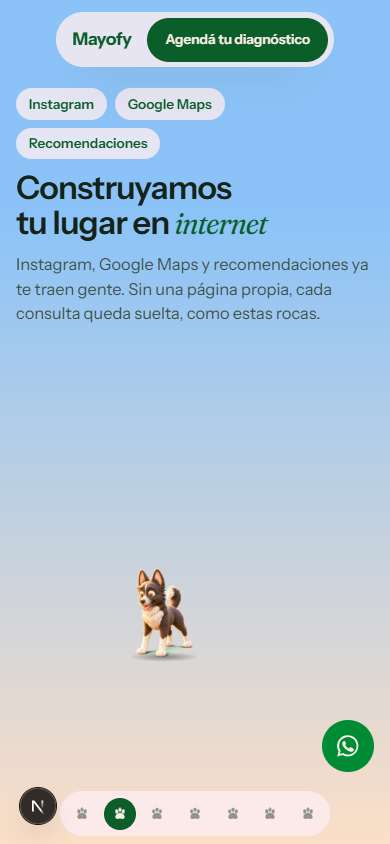 Mayofy
Agendá tu diagnóstico
Instagram
Google Maps
Recomendaciones
Construyamos
tu lugar en internet
Instagram, Google Maps y recomendaciones ya
te traen gente. Sin una página propia, cada
consulta queda suelta, como estas rocas.
N